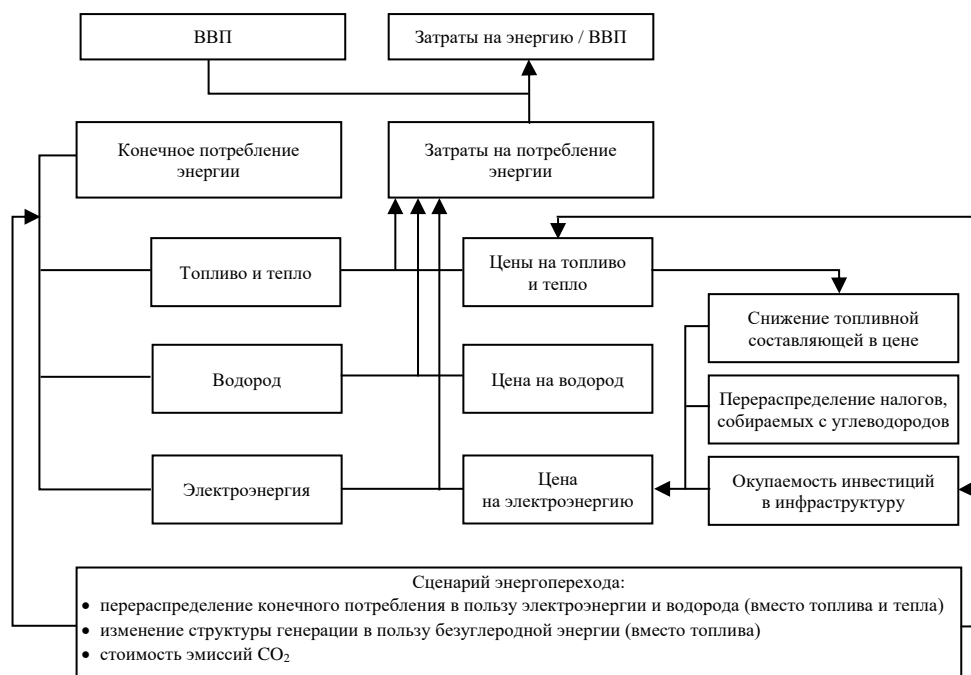 ВВП
Затраты на энергию / ВВП
Конечное потребление
энергии
Затраты на потребление
энергии
Топливо и тепло
Цены на топливо
и тепло
Снижение топливной
составляющей в цене
Водород
Цена на водород
Перераспределение налогов,
собираемых с углеводородов
Электроэнергия
Цена
на электроэнергию
Окупаемость инвестиций
в инфраструктуру
Сценарий энергоперехода:
• перераспределение конечного потребления в пользу электроэнергии и водорода (вместо топлива и тепла)
• изменение структуры генерации в пользу безуглеродной энергии (вместо топлива)
• стоимость эмиссий CO₂